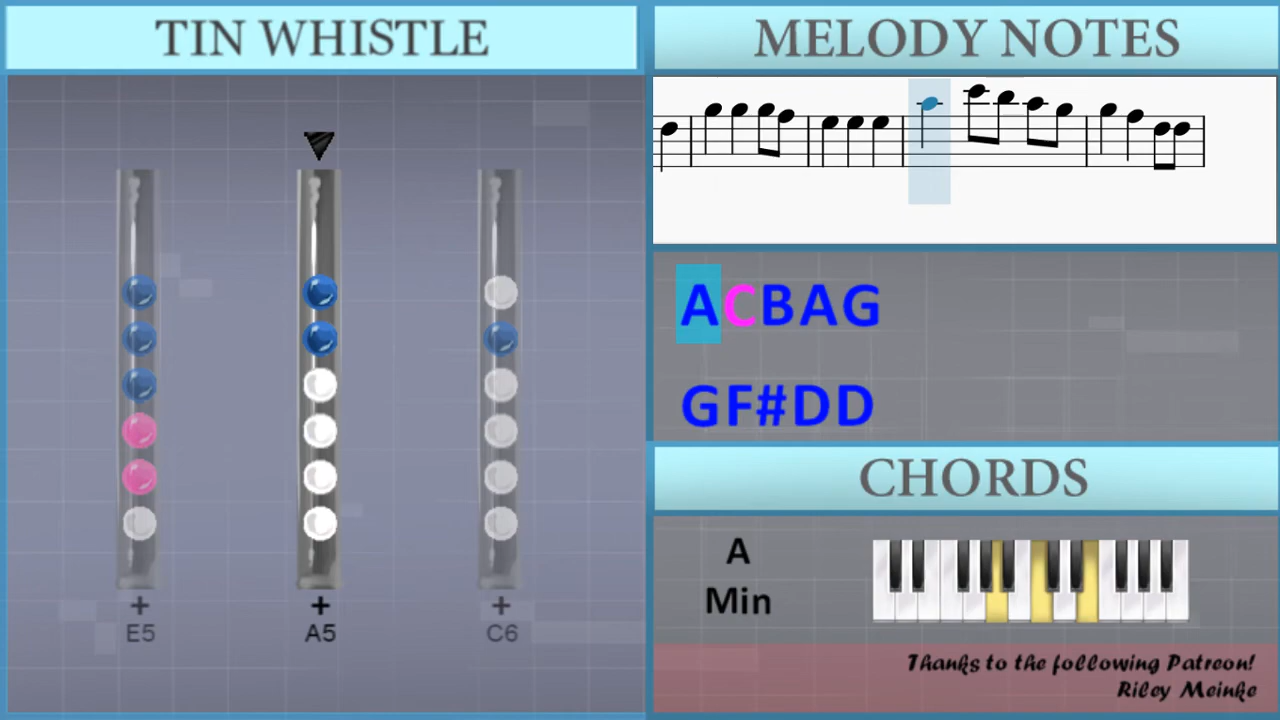 TIN WHISTLE
+
E5
+
A5
+
C6
MELODY NOTES
ACBAG
GF#DD
CHORDS
A
Min
Thanks to the following Patreon!
Riley Meinke